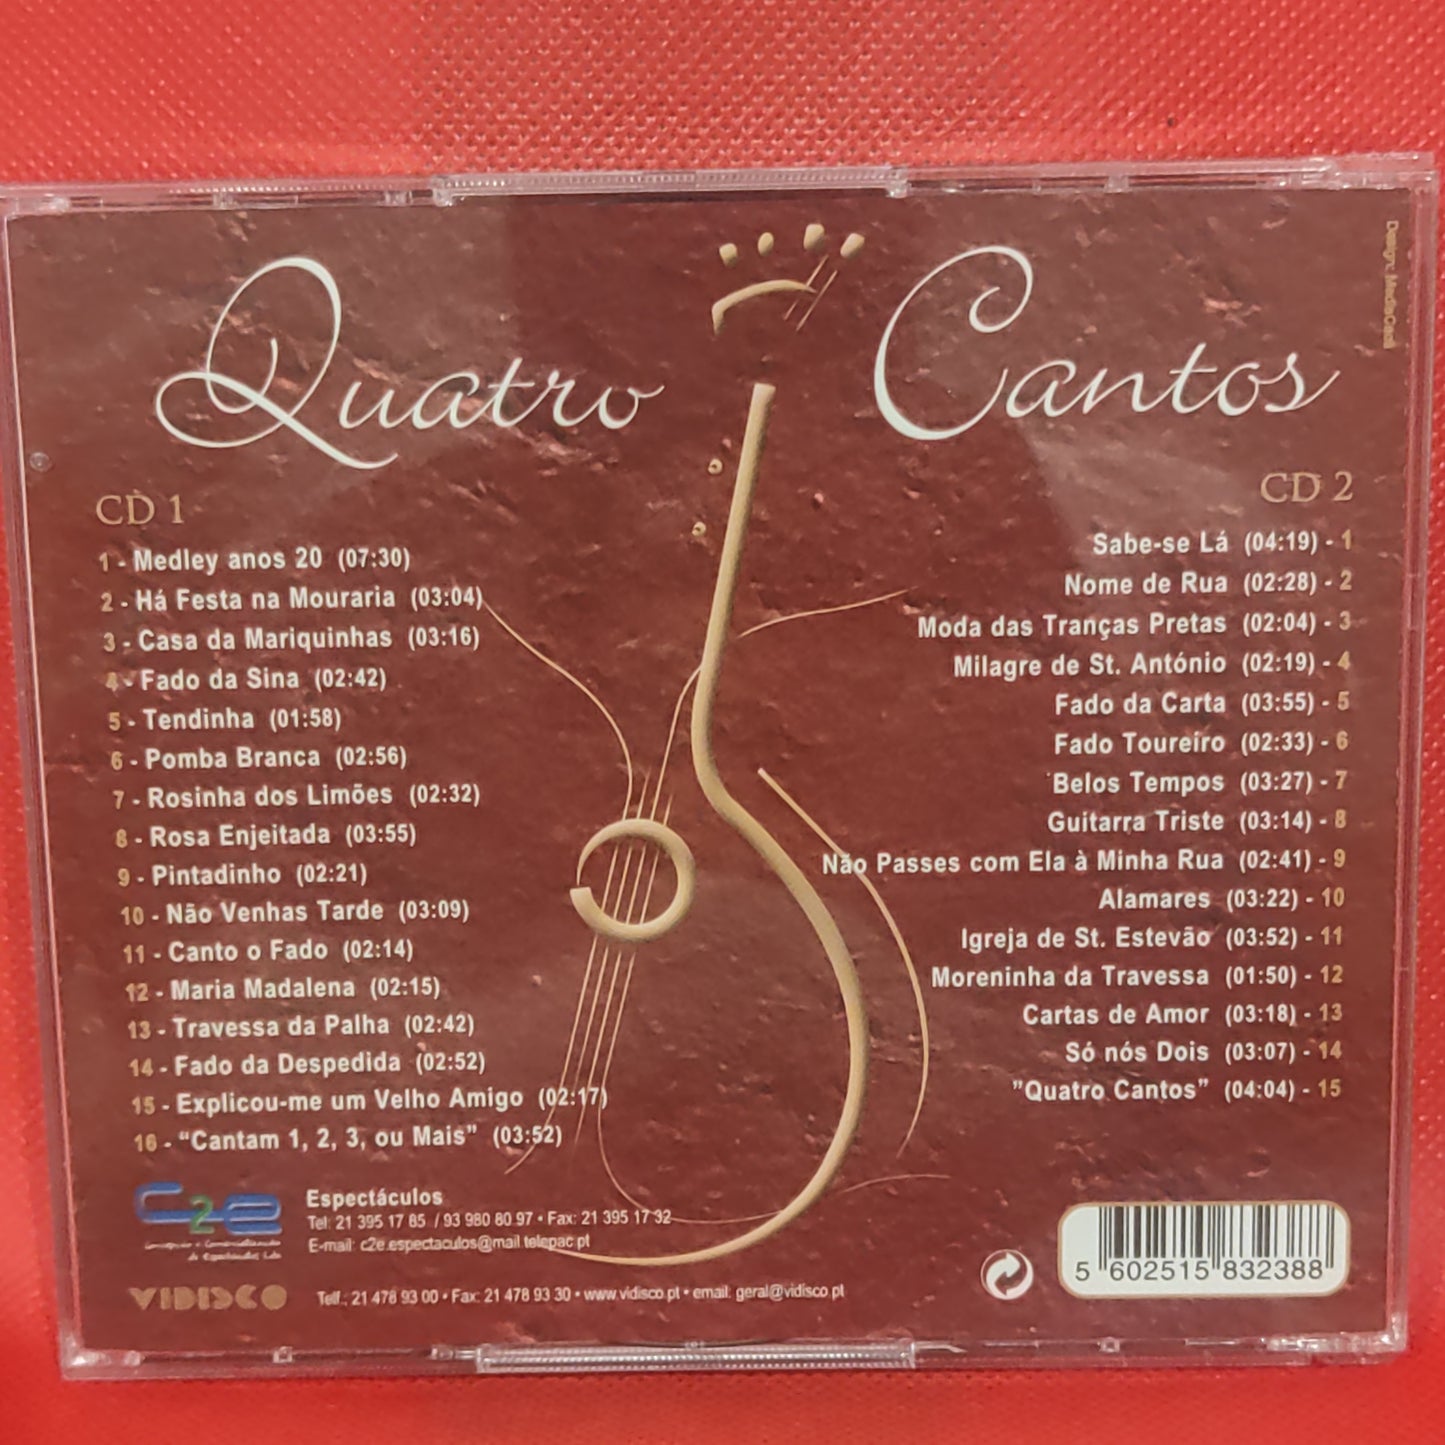 Quatro Cantos
CD 1
1 - Medley anos 20 (07:30)
2 - Há Festa na Mouraria (03:04)
3 - Casa da Mariquinhas (03:16)
4 - Fado da Sina (02:42)
5 - Tendinha (01:58)
6 - Pomba Branca (02:56)
7 - Rosinha dos Limões (02:32)
8 - Rosa Enjeitada (03:55)
9 - Pintadinho (02:21)
10 - Não Venhas Tarde (03:09)
11 - Canto o Fado (02:14)
12 - Maria Madalena (02:15)
13 - Travessa da Palha (02:42)
14 - Fado da Despedida (02:52)
15 - Explicou-me um Velho Amigo (02:17)
16 - “Cantam 1, 2, 3, ou Mais” (03:52)
CD 2
Sabe-se Lá (04:19) - 1
Nome de Rua (02:28) - 2
Moda das Tranças Pretas (02:04) - 3
Milagre de St. António (02:19) - 4
Fado da Carta (03:55) - 5
Fado Toureiro (02:33) - 6
Belos Tempos (03:27) - 7
Guitarra Triste (03:14) - 8
Não Passes com Ela à Minha Rua (02:41) - 9
Alamares (03:22) - 10
Igreja de St. Estevão (03:52) - 11
Moreninha da Travessa (01:50) - 12
Cartas de Amor (03:18) - 13
Só nós Dois (03:07) - 14
”Quatro Cantos” (04:04) - 15
c2e
Concepção e Comercialização
de Espectáculos, Lda
Espectáculos
Tel: 21 395 17 85 / 93 980 80 97 • Fax: 21 395 17 32
E-mail: c2e.espectaculos@mail.telepac.pt
VIDISCO
Telf.: 21 478 93 00 • Fax: 21 478 93 30 • www.vidisco.pt • email: geral@vidisco.pt
5 602515 832388